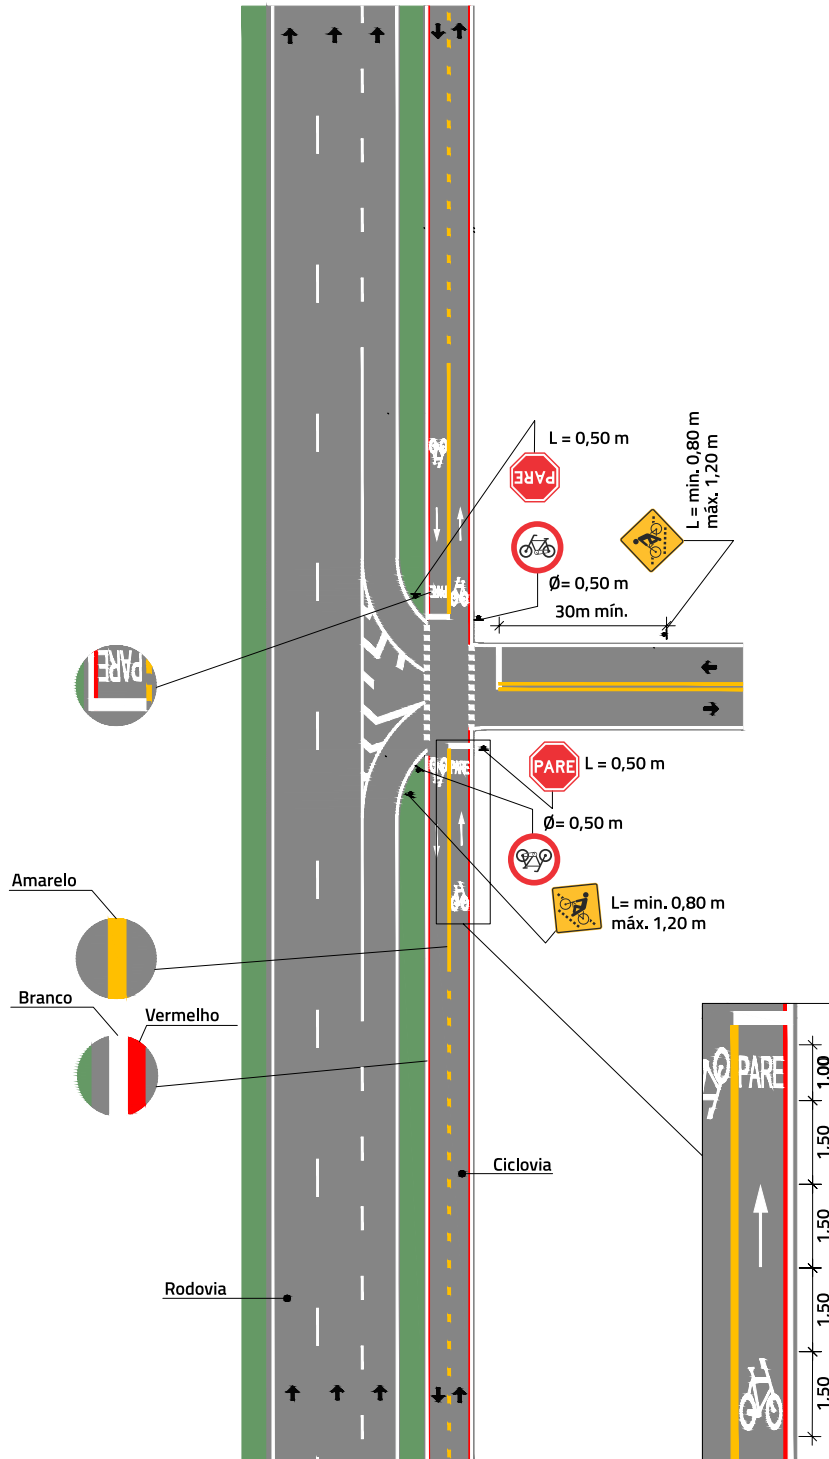 L = 0,50 m
PARE
L = min. 0,80 m
máx. 1,20 m
Ø= 0,50 m
30m mín.
PARE
PARE
PARE
PARE
L = 0,50 m
PARE
Ø= 0,50 m
L= min. 0,80 m
máx. 1,20 m
Amarelo
Branco
Vermelho
Ciclovia
Rodovia
PARE
1.00
1.50
1.50
1.50
1.50